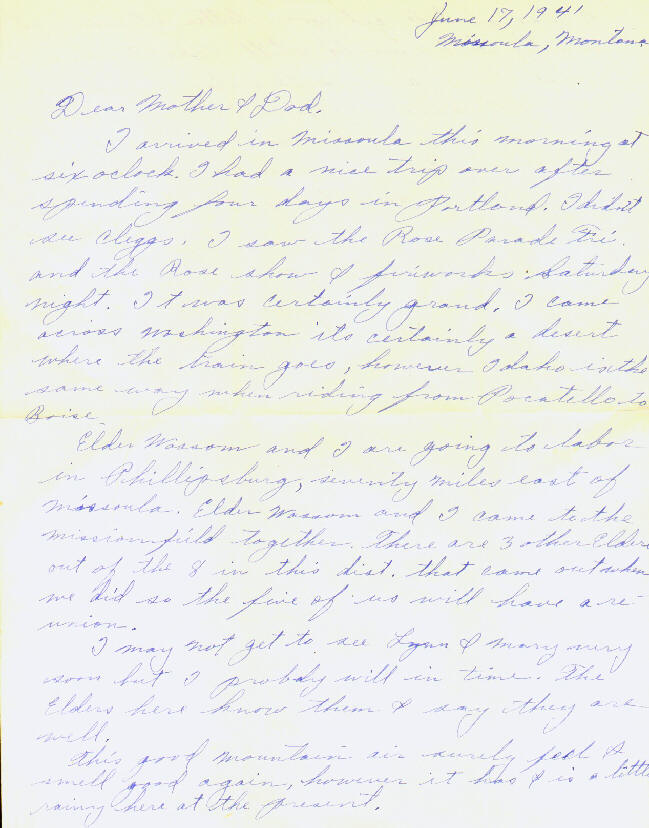 June 17, 1941
Missoula, Montana.
Dear Mother & Dad.
I arrived in Missoula this morning at
six oclock. I had a nice trip over after
spending four days in Portland. I didn't
see Cleggs. I saw the Rose Parade Fri.
and the Rose show & fireworks Saturday
night. It was certainly grand. I came
across Washington its certainly a desert
where the train goes, however Idaho is the
same way when riding from Pocatello to
Boise.
Elder Wassom and I are going to labor
in Phillipsburg, seventy miles east of
Missoula. Elder Wassom and I came to the
mission field together. There are 3 other Elders
out of the 8 in this dist. that came out when
we did so the five of us will have a re-
union.
I may not get to see Lynn & Mary very
soon but I probdy will in time. The
Elders here know them & say they are
well.
This good mountain air surely feel &
smell good again, however it has & is a little
rainy here at the present.